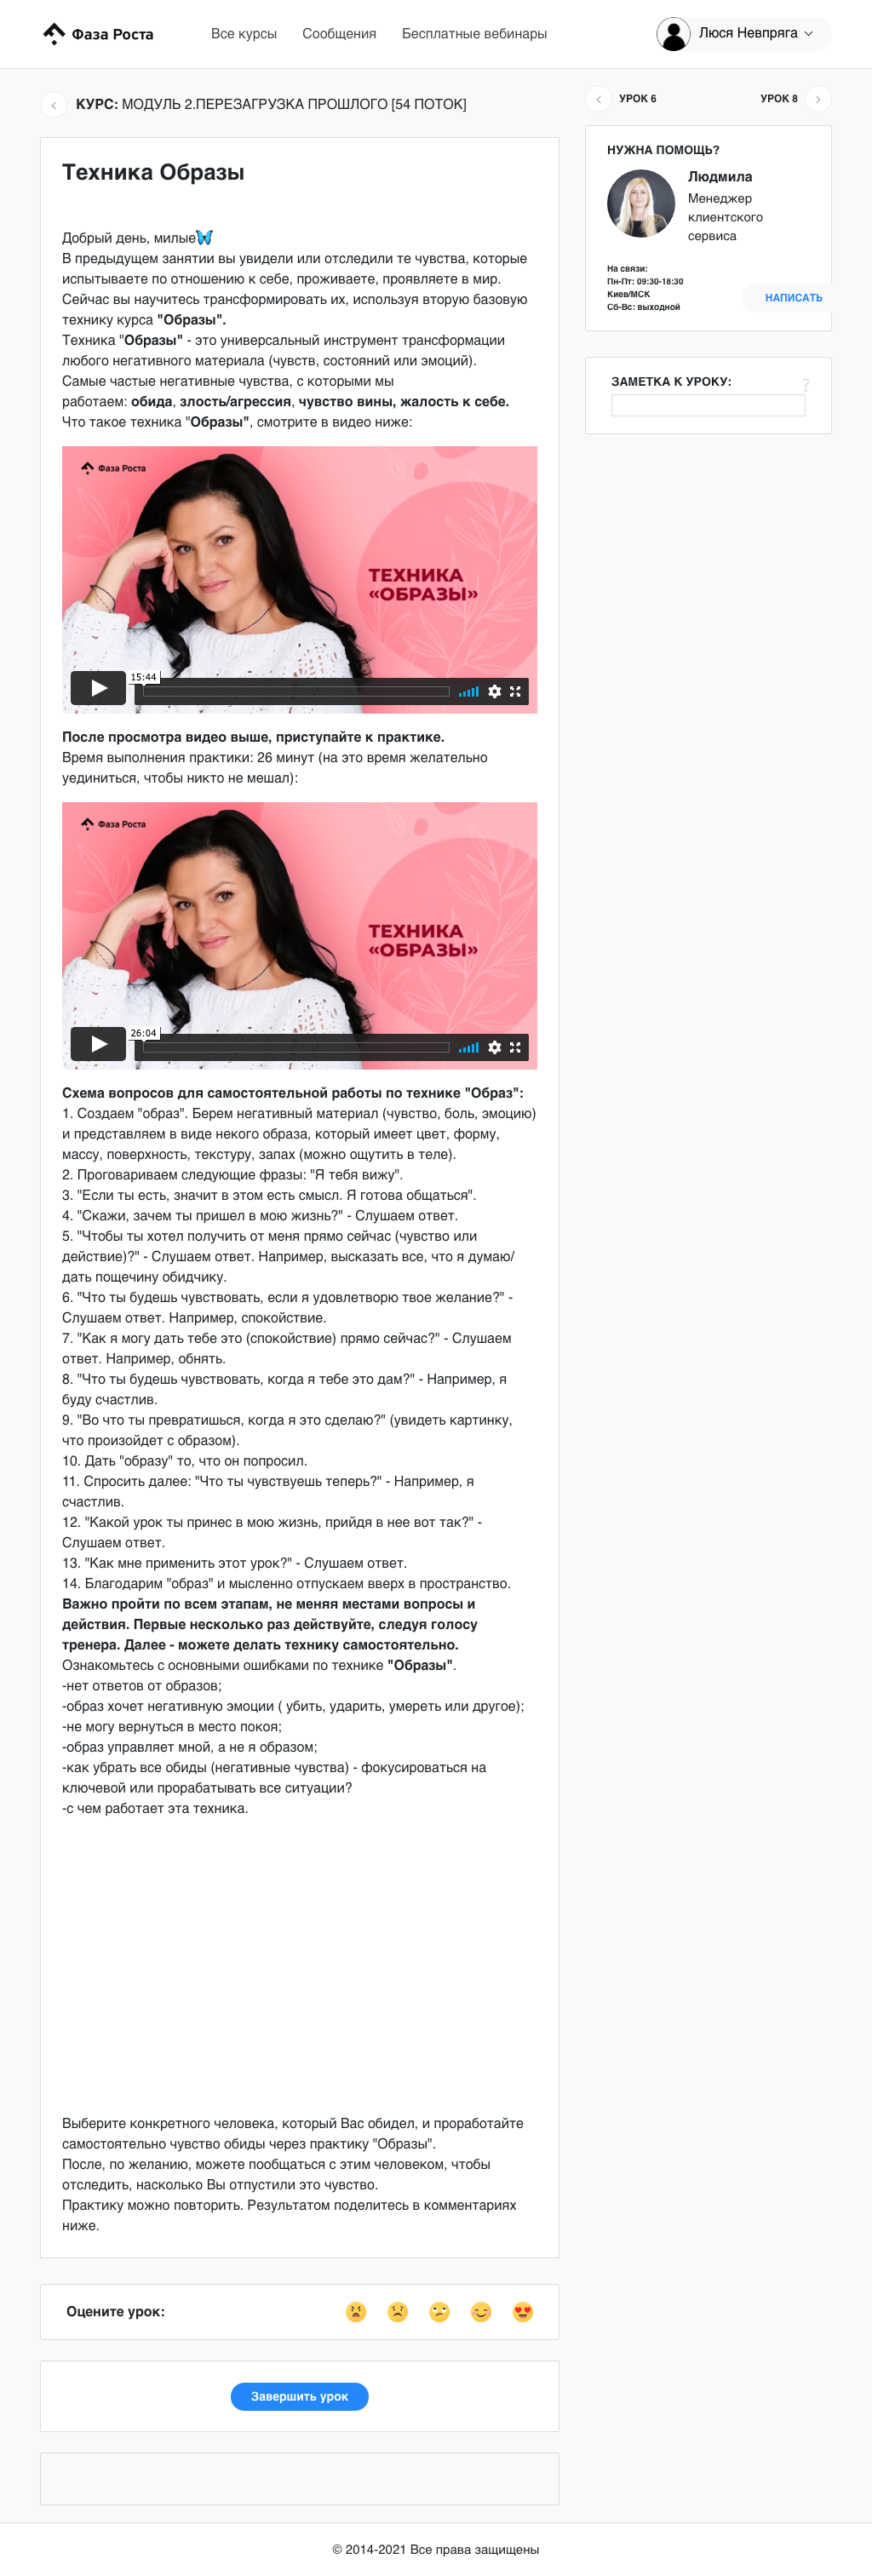 Фаза Роста
Все курсы
Сообщения
Бесплатные вебинары
Люся Невпряга
КУРС: МОДУЛЬ 2.ПЕРЕЗАГРУЗКА ПРОШЛОГО [54 ПОТОК]
УРОК 6
УРОК 8
Техника Образы
Добрый день, милые🦋
В предыдущем занятии вы увидели или отследили те чувства, которые
испытываете по отношению к себе, проживаете, проявляете в мир.
Сейчас вы научитесь трансформировать их, используя вторую базовую
технику курса "Образы".
Техника "Образы" - это универсальный инструмент трансформации
любого негативного материала (чувств, состояний или эмоций).
Самые частые негативные чувства, с которыми мы
работаем: обида, злость/агрессия, чувство вины, жалость к себе.
Что такое техника "Образы", смотрите в видео ниже:
Фаза Роста
ТЕХНИКА
«ОБРАЗЫ»
15:44
После просмотра видео выше, приступайте к практике.
Время выполнения практики: 26 минут (на это время желательно
уединиться, чтобы никто не мешал):
Фаза Роста
ТЕХНИКА
«ОБРАЗЫ»
26:04
Схема вопросов для самостоятельной работы по технике "Образ":
1. Создаем "образ". Берем негативный материал (чувство, боль, эмоцию)
и представляем в виде некого образа, который имеет цвет, форму,
массу, поверхность, текстуру, запах (можно ощутить в теле).
2. Проговариваем следующие фразы: "Я тебя вижу".
3. "Если ты есть, значит в этом есть смысл. Я готова общаться".
4. "Скажи, зачем ты пришел в мою жизнь?" - Слушаем ответ.
5. "Чтобы ты хотел получить от меня прямо сейчас (чувство или
действие)?" - Слушаем ответ. Например, высказать все, что я думаю/
дать пощечину обидчику.
6. "Что ты будешь чувствовать, если я удовлетворю твое желание?" -
Слушаем ответ. Например, спокойствие.
7. "Как я могу дать тебе это (спокойствие) прямо сейчас?" - Слушаем
ответ. Например, обнять.
8. "Что ты будешь чувствовать, когда я тебе это дам?" - Например, я
буду счастлив.
9. "Во что ты превратишься, когда я это сделаю?" (увидеть картинку,
что произойдет с образом).
10. Дать "образу" то, что он попросил.
11. Спросить далее: "Что ты чувствуешь теперь?" - Например, я
счастлив.
12. "Какой урок ты принес в мою жизнь, прийдя в нее вот так?" -
Слушаем ответ.
13. "Как мне применить этот урок?" - Слушаем ответ.
14. Благодарим "образ" и мысленно отпускаем вверх в пространство.
Важно пройти по всем этапам, не меняя местами вопросы и
действия. Первые несколько раз действуйте, следуя голосу
тренера. Далее - можете делать технику самостоятельно.
Ознакомьтесь с основными ошибками по технике "Образы".
-нет ответов от образов;
-образ хочет негативную эмоции ( убить, ударить, умереть или другое);
-не могу вернуться в место покоя;
-образ управляет мной, а не я образом;
-как убрать все обиды (негативные чувства) - фокусироваться на
ключевой или прорабатывать все ситуации?
-с чем работает эта техника.
Выберите конкретного человека, который Вас обидел, и проработайте
самостоятельно чувство обиды через практику "Образы".
После, по желанию, можете пообщаться с этим человеком, чтобы
отследить, насколько Вы отпустили это чувство.
Практику можно повторить. Результатом поделитесь в комментариях
ниже.
Оцените урок:
Завершить урок
НУЖНА ПОМОЩЬ?
Людмила
Менеджер
клиентского
сервиса
На связи:
Пн-Пт: 09:30-18:30
Киев/МСК
Сб-Вс: выходной
НАПИСАТЬ
ЗАМЕТКА К УРОКУ:
© 2014-2021 Все права защищены